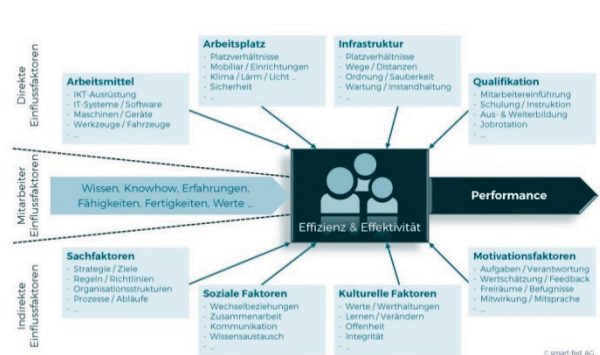 Direkte
Einflussfaktoren
Arbeitsmittel
- IKT-Ausrüstung
- IT-Systeme / Software
- Maschinen / Geräte
- Werkzeuge / Fahrzeuge
- ...
Arbeitsplatz
- Platzverhältnisse
- Mobiliar / Einrichtungen
- Klima / Lärm / Licht ...
- Sicherheit
- ...
Infrastruktur
- Platzverhältnisse
- Wege / Distanzen
- Ordnung / Sauberkeit
- Wartung / Instandhaltung
- ...
Qualifikation
- Mitarbeitereinführung
- Schulung / Instruktion
- Aus- & Weiterbildung
- Jobrotation
- ...
Mitarbeiter
Einflussfaktoren
Wissen, Knowhow, Erfahrungen,
Fähigkeiten, Fertigkeiten, Werte ...
Effizienz & Effektivität
Performance
Indirekte
Einflussfaktoren
Sachfaktoren
- Strategie / Ziele
- Regeln / Richtlinien
- Organisationsstrukturen
- Prozesse / Abläufe
- ...
Soziale Faktoren
- Wechselbeziehungen
- Zusammenarbeit
- Kommunikation
- Wissensaustausch
- ...
Kulturelle Faktoren
- Werte / Werthaltungen
- Lernen / Verändern
- Offenheit
- Integrität
- ...
Motivationsfaktoren
- Aufgaben / Verantwortung
- Wertschätzung / Feedback
- Freiräume / Befugnisse
- Mitwirkung / Mitsprache
- ...
© smart-fed AG